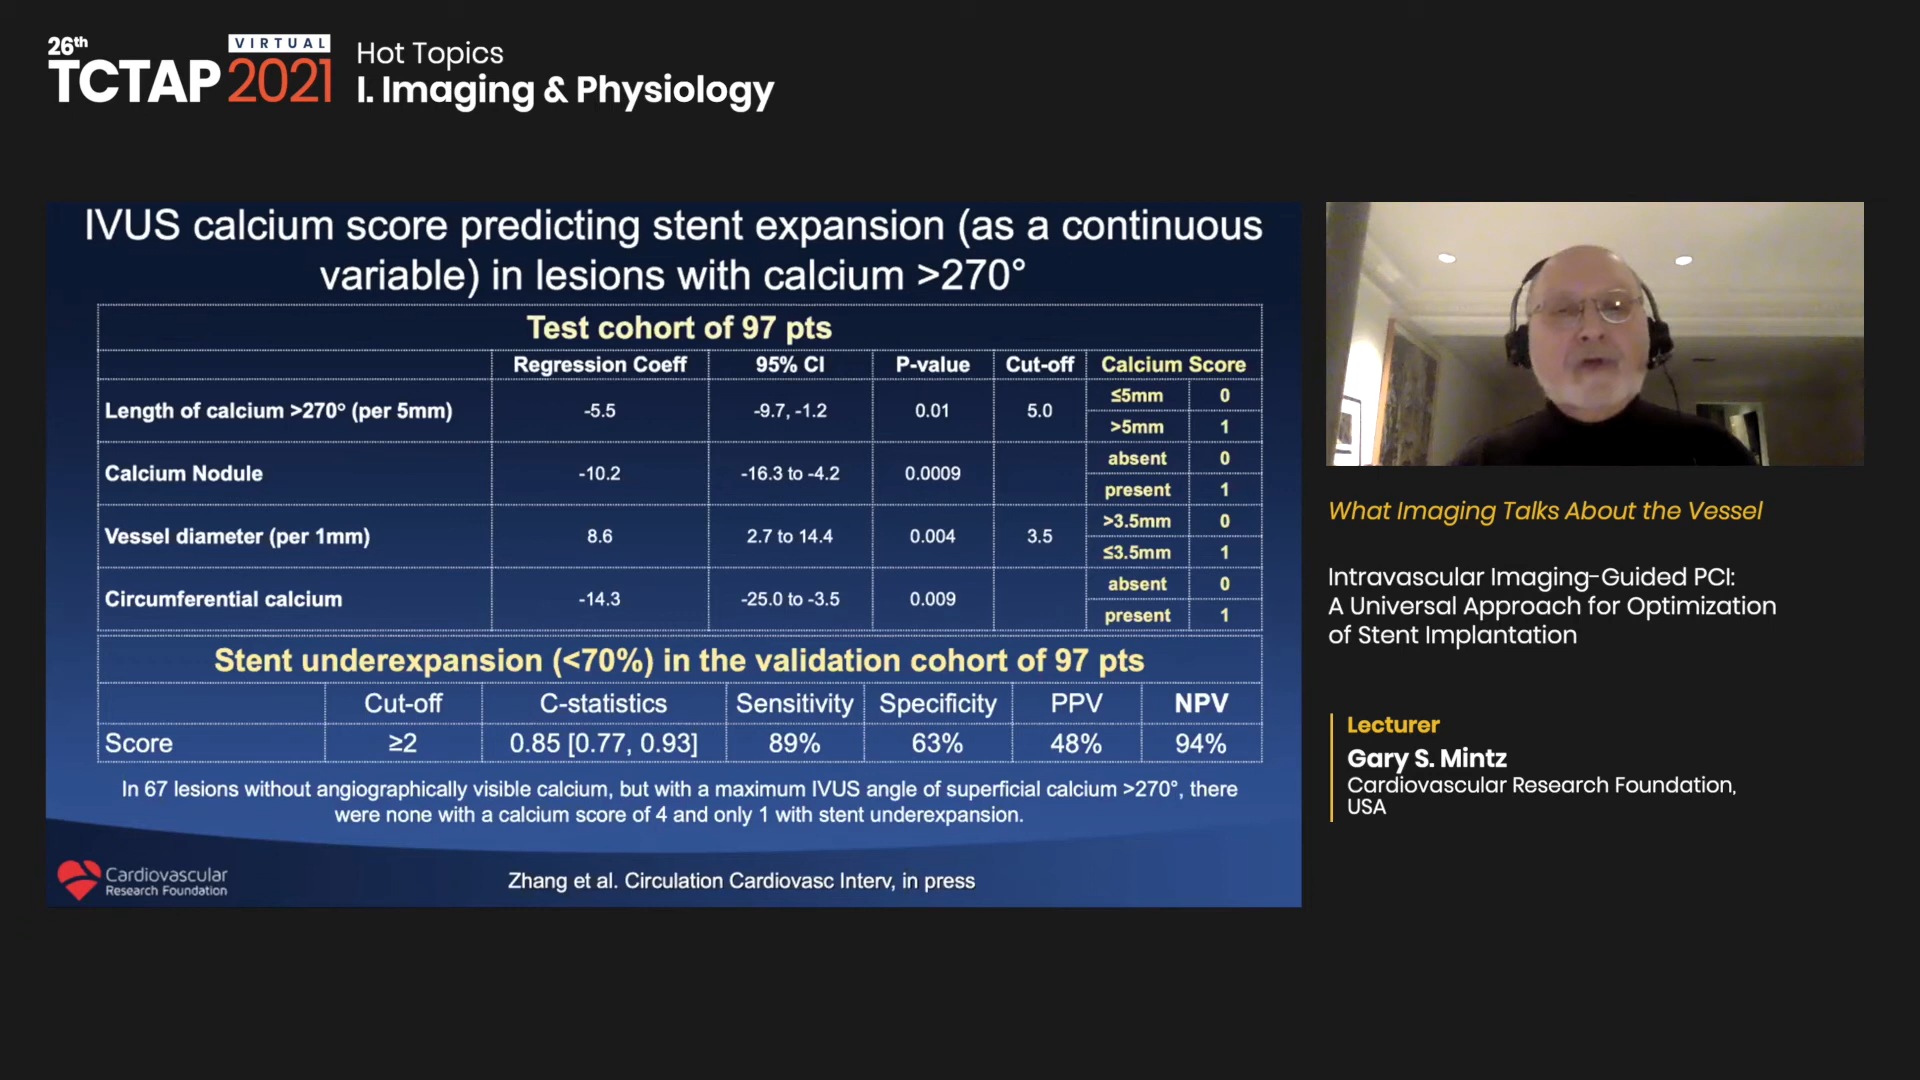 26th
VIRTUAL
TCTAP 2021
Hot Topics
I. Imaging & Physiology
IVUS calcium score predicting stent expansion (as a continuous
variable) in lesions with calcium >270°
Test cohort of 97 pts
Regression Coeff 95% CI P-value Cut-off Calcium Score
Length of calcium >270° (per 5mm) -5.5 -9.7, -1.2 0.01 5.0
≤5mm 0
>5mm 1
Calcium Nodule -10.2 -16.3 to -4.2 0.0009
absent 0
present 1
Vessel diameter (per 1mm) 8.6 2.7 to 14.4 0.004 3.5
>3.5mm 0
≤3.5mm 1
Circumferential calcium -14.3 -25.0 to -3.5 0.009
absent 0
present 1
Stent underexpansion (<70%) in the validation cohort of 97 pts
Cut-off C-statistics Sensitivity Specificity PPV NPV
Score ≥2 0.85 [0.77, 0.93] 89% 63% 48% 94%
In 67 lesions without angiographically visible calcium, but with a maximum IVUS angle of superficial calcium >270°, there
were none with a calcium score of 4 and only 1 with stent underexpansion.
Cardiovascular
Research Foundation
Zhang et al. Circulation Cardiovasc Interv, in press
What Imaging Talks About the Vessel
Intravascular Imaging-Guided PCI:
A Universal Approach for Optimization
of Stent Implantation
Lecturer
Gary S. Mintz
Cardiovascular Research Foundation,
USA